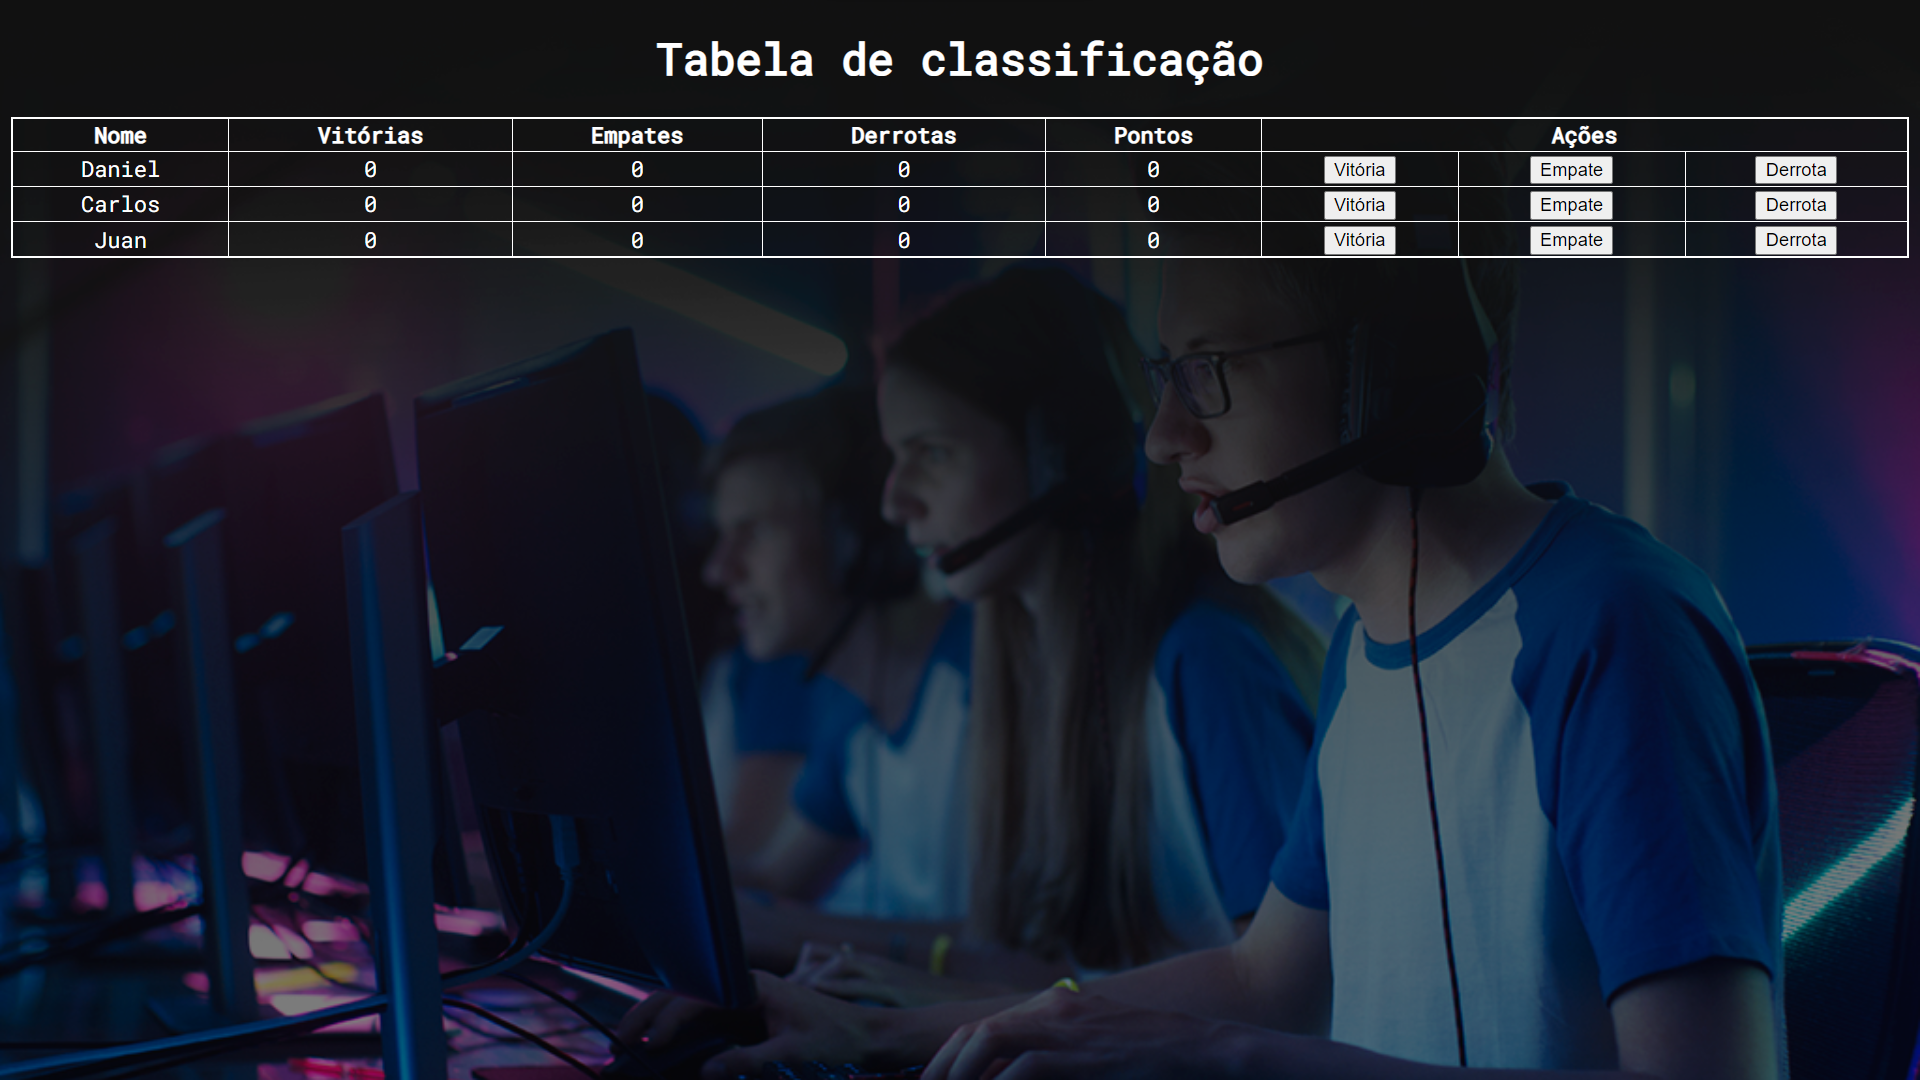 Tabela de classificação
Nome Vitórias Empates Derrotas Pontos Ações
Daniel 0 0 0 0 Vitória Empate Derrota
Carlos 0 0 0 0 Vitória Empate Derrota
Juan 0 0 0 0 Vitória Empate Derrota